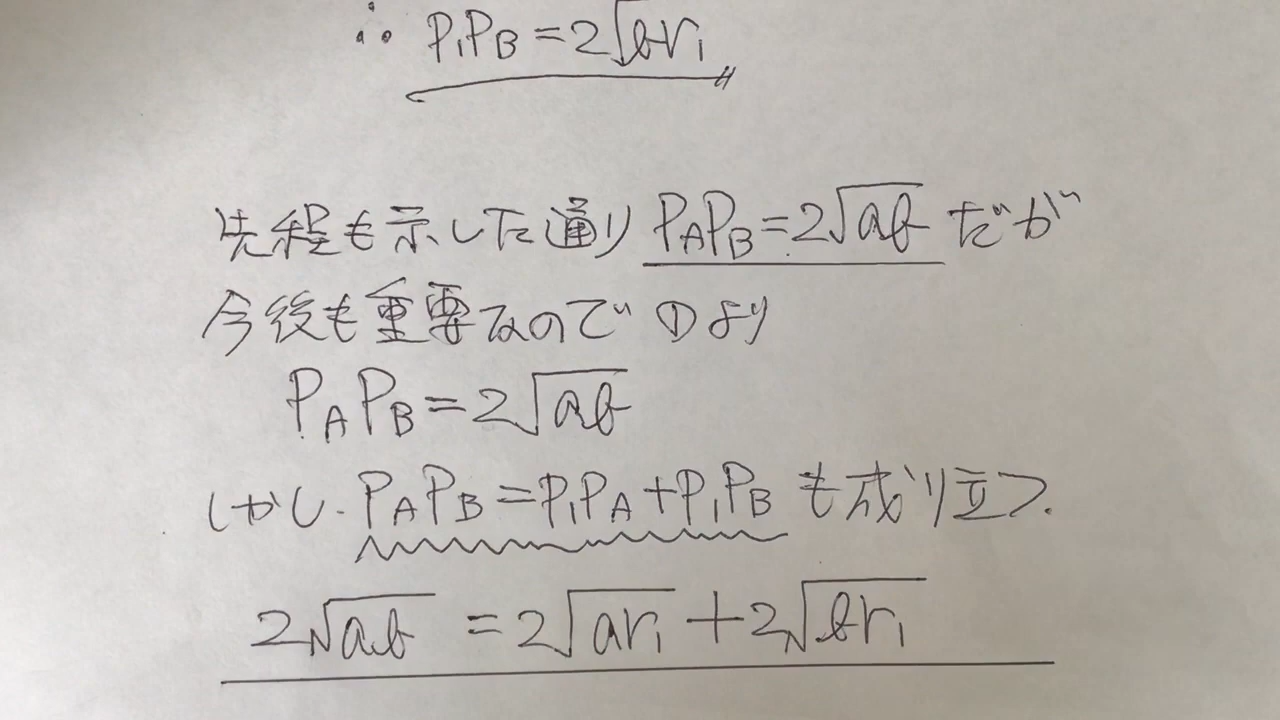 ∴ P₁P_B=2√br₁
先程も示した通り P_AP_B=2√ab だが
今後も重要なので ①より
P_AP_B=2√ab
しかし、P_AP_B=P₁P_A+P₁P_B も成り立つ.
2√ab = 2√ar₁+2√br₁